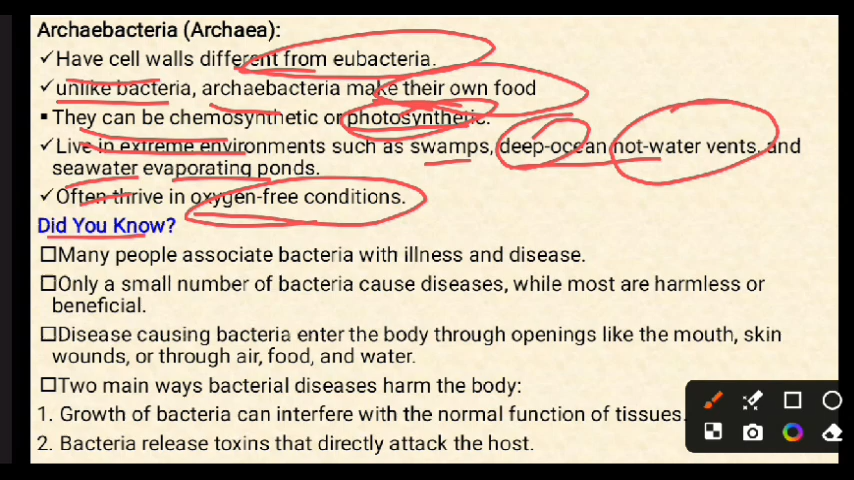 Archaebacteria (Archaea):
✓Have cell walls different from eubacteria.
✓unlike bacteria, archaebacteria make their own food
▪They can be chemosynthetic or photosynthetic.
✓Live in extreme environments such as swamps, deep-ocean hot-water vents, and
seawater evaporating ponds.
✓Often thrive in oxygen-free conditions.
Did You Know?
☐Many people associate bacteria with illness and disease.
☐Only a small number of bacteria cause diseases, while most are harmless or
beneficial.
☐Disease causing bacteria enter the body through openings like the mouth, skin
wounds, or through air, food, and water.
☐Two main ways bacterial diseases harm the body:
1. Growth of bacteria can interfere with the normal function of tissues.
2. Bacteria release toxins that directly attack the host.